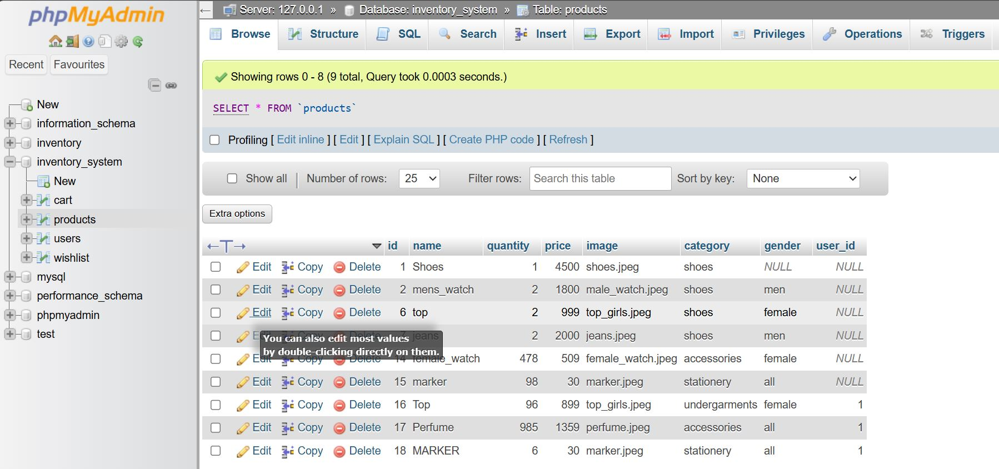 phpMyAdmin
Recent
Favourites
New
information_schema
inventory
inventory_system
New
cart
products
users
wishlist
mysql
performance_schema
phpmyadmin
test
Server: 127.0.0.1 » Database: inventory_system » Table: products
Browse Structure SQL Search Insert Export Import Privileges Operations Triggers
Showing rows 0 - 8 (9 total, Query took 0.0003 seconds.)
SELECT * FROM `products`
Profiling [ Edit inline ] [ Edit ] [ Explain SQL ] [ Create PHP code ] [ Refresh ]
Show all | Number of rows: 25 Filter rows: Search this table Sort by key: None
Extra options
id name quantity price image category gender user_id
Edit Copy Delete 1 Shoes 1 4500 shoes.jpeg shoes NULL NULL
Edit Copy Delete 2 mens_watch 2 1800 male_watch.jpeg shoes men NULL
Edit Copy Delete 6 top 2 999 top_girls.jpeg shoes female NULL
Edit 7 jeans 2 2000 jeans.jpeg shoes men NULL
You can also edit most values
by double-clicking directly on them.
Edit Copy Delete 14 female_watch 478 509 female_watch.jpeg accessories female NULL
Edit Copy Delete 15 marker 98 30 marker.jpeg stationery all NULL
Edit Copy Delete 16 Top 96 899 top_girls.jpeg undergarments female 1
Edit Copy Delete 17 Perfume 985 1359 perfume.jpeg accessories all 1
Edit Copy Delete 18 MARKER 6 30 marker.jpeg stationery all 1